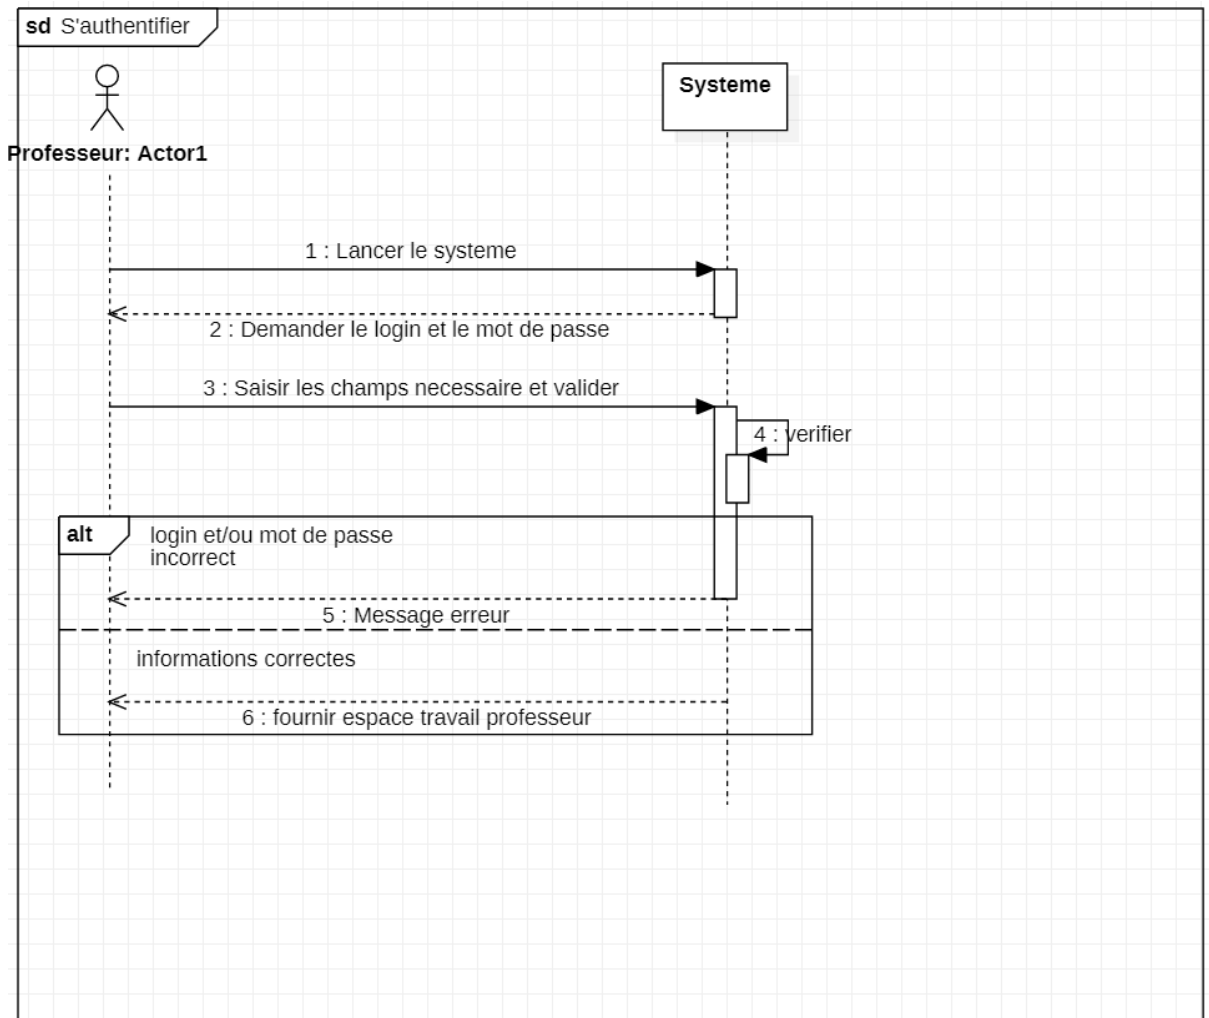 sd S'authentifier
Systeme
Professeur: Actor1
1 : Lancer le systeme
2 : Demander le login et le mot de passe
3 : Saisir les champs necessaire et valider
4 : verifier
alt
login et/ou mot de passe
incorrect
5 : Message erreur
informations correctes
6 : fournir espace travail professeur